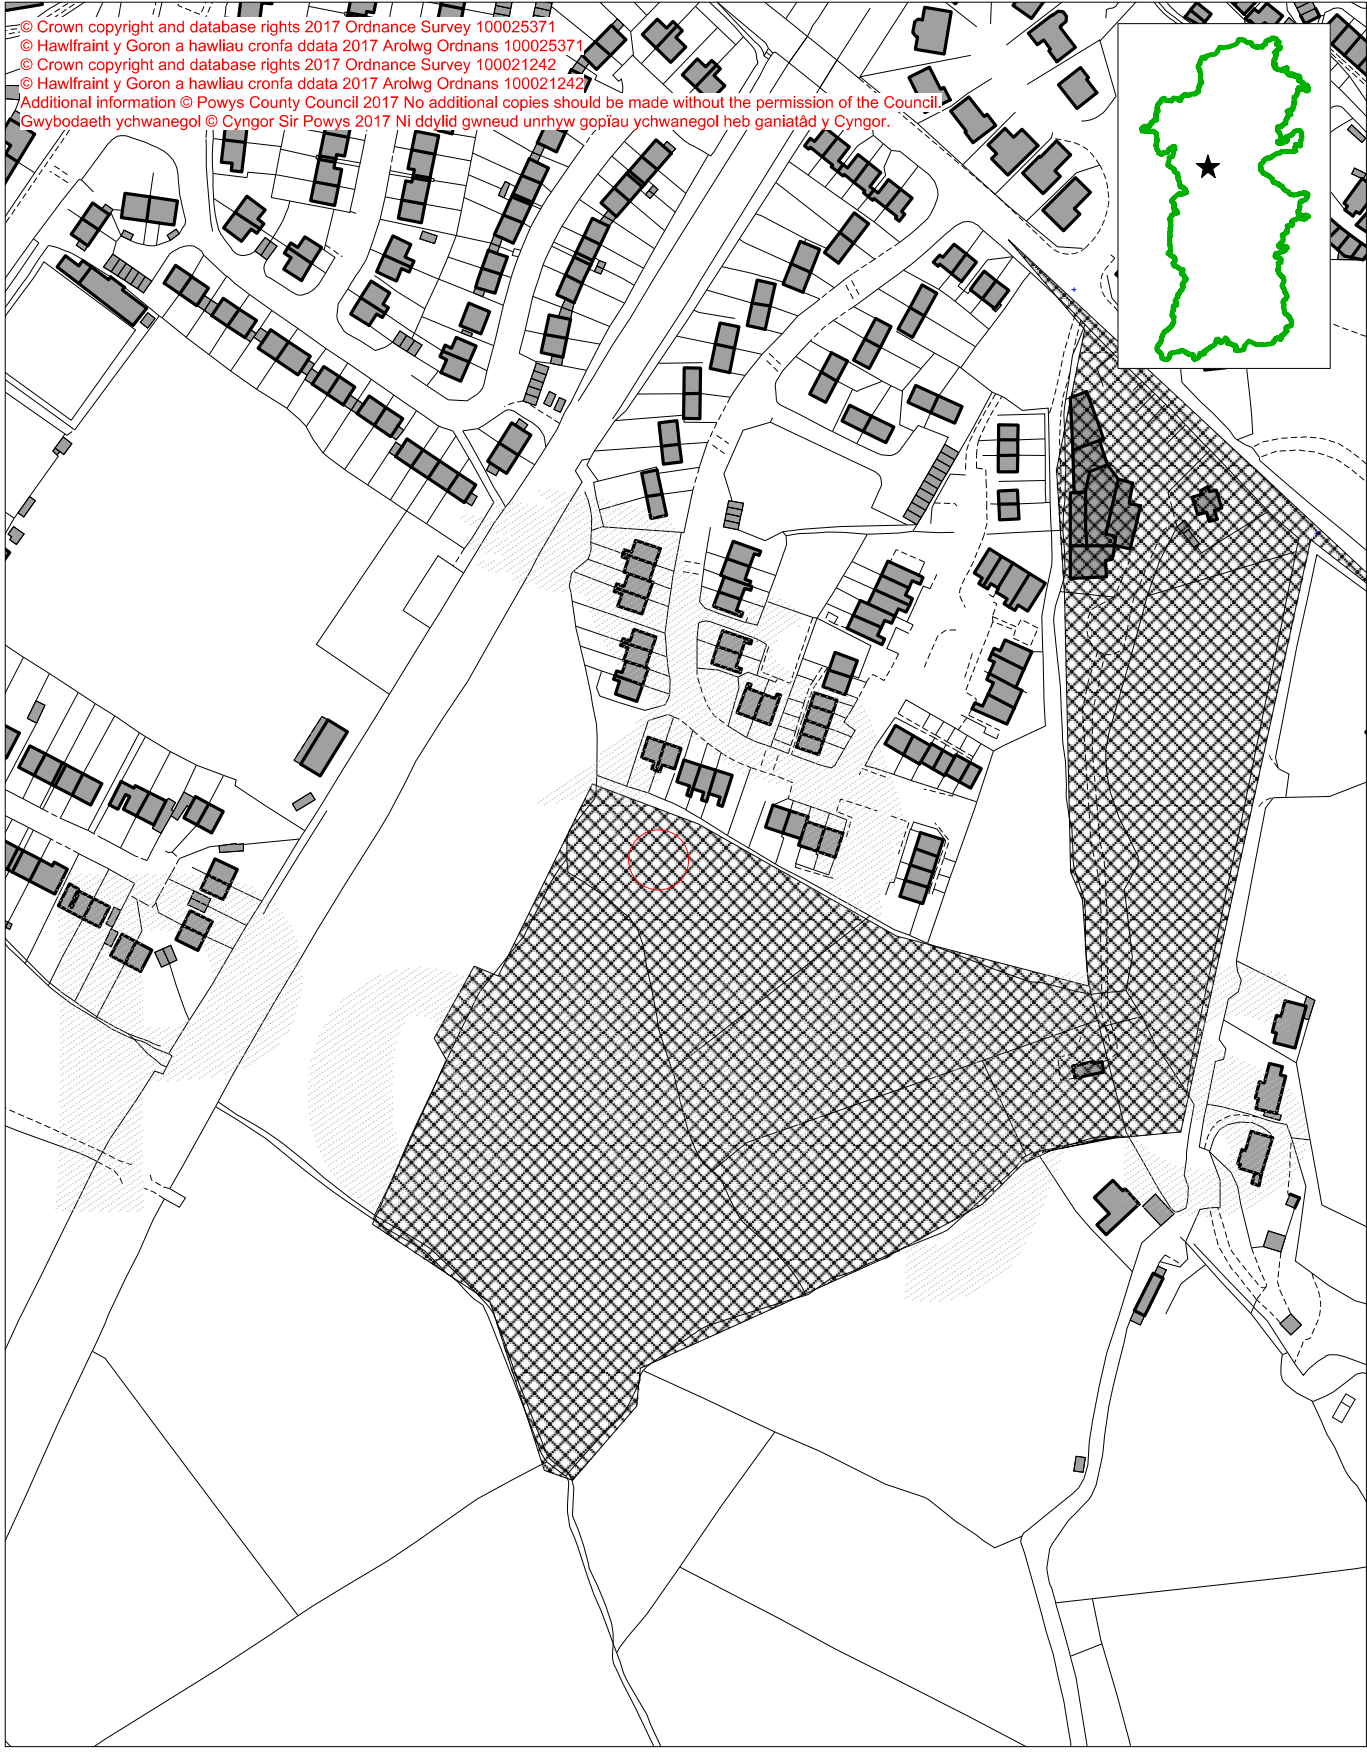 © Crown copyright and database rights 2017 Ordnance Survey 100025371
© Hawlfraint y Goron a hawliau cronfa ddata 2017 Arolwg Ordnans 100025371
© Crown copyright and database rights 2017 Ordnance Survey 100021242
© Hawlfraint y Goron a hawliau cronfa ddata 2017 Arolwg Ordnans 100021242
Additional information © Powys County Council 2017 No additional copies should be made without the permission of the Council.
Gwybodaeth ychwanegol © Cyngor Sir Powys 2017 Ni ddylid gwneud unrhyw gopïau ychwanegol heb ganiatâd y Cyngor.